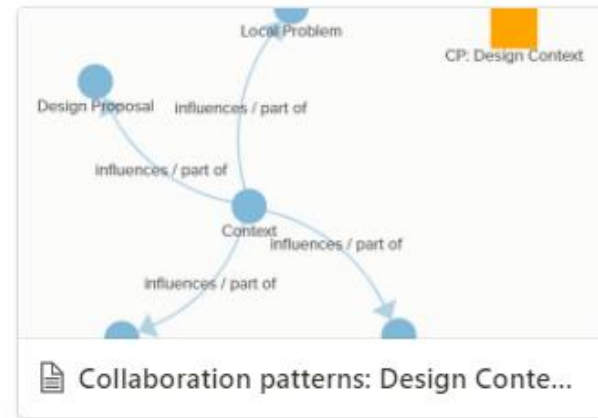 Local Problem
CP: Design Context
Design Proposal
influences / part of
influences / part of
Context
influences / part of
influences / part of
Collaboration patterns: Design Conte...